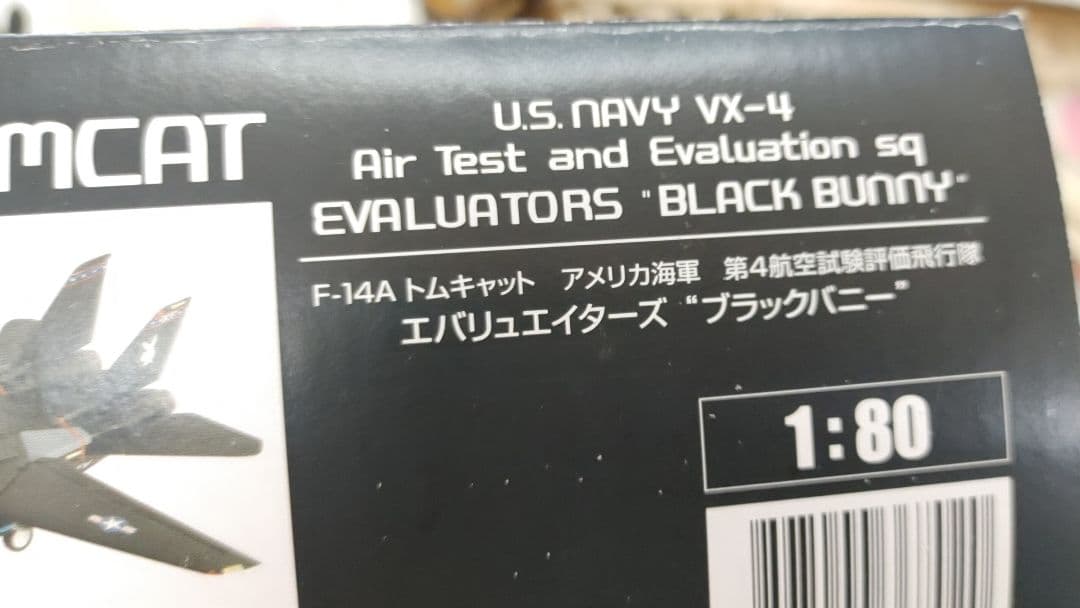 MCAT
U.S. NAVY VX-4
Air Test and Evaluation sq
EVALUATORS "BLACK BUNNY"
F-14A トムキャット アメリカ海軍 第4航空試験評価飛行隊
エバリュエイターズ “ブラックバニー”
1:80